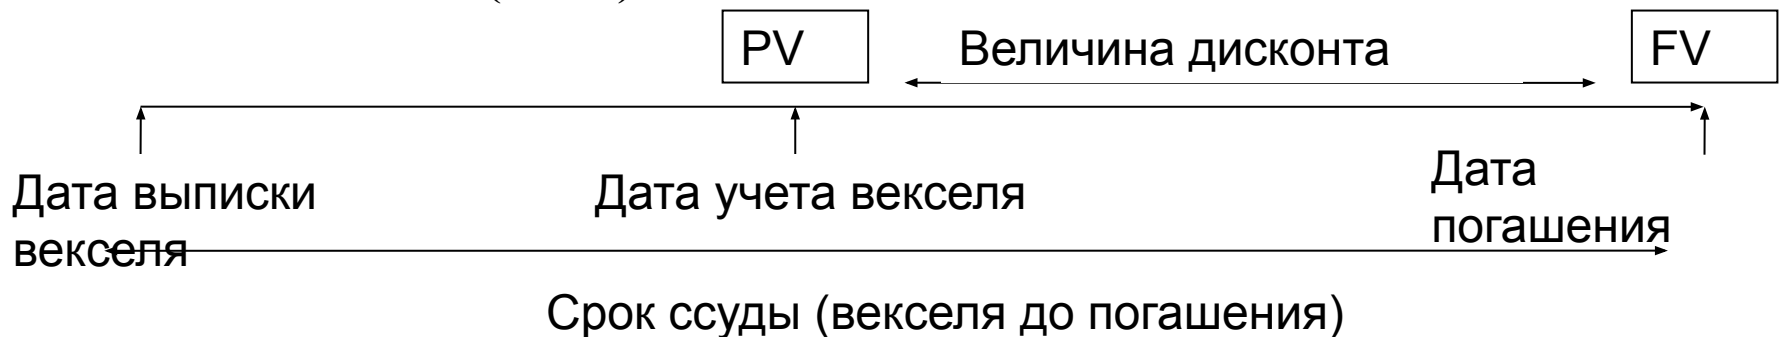 PV
Величина дисконта
FV
Дата выписки
векселя
Дата учета векселя
Дата
погашения
Срок ссуды (векселя до погашения)